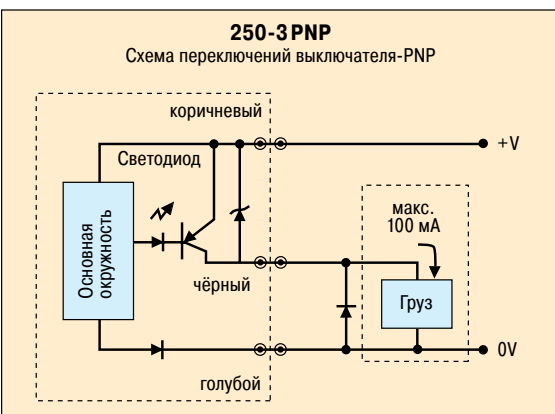 250-3 PNP
Схема переключений выключателя-PNP
коричневый
+V
Светодиод
макс.
100 мА
Основная
окружность
чёрный
Груз
0V
голубой